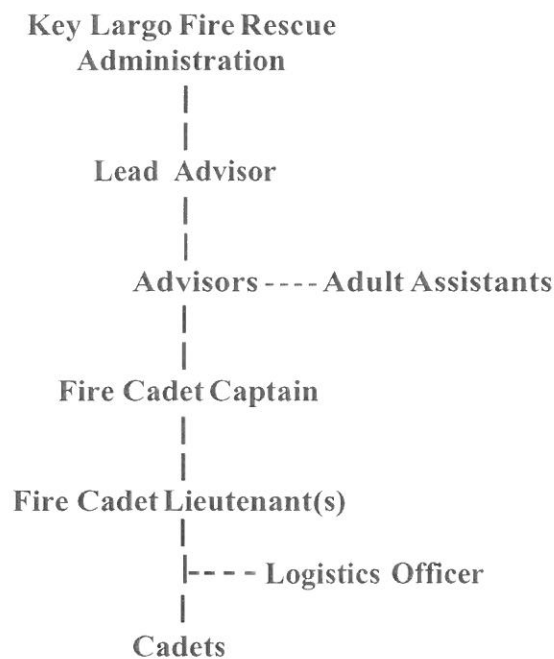 Key Largo Fire Rescue
Administration
Lead Advisor
Advisors ---- Adult Assistants
Fire Cadet Captain
Fire Cadet Lieutenant(s)
Logistics Officer
Cadets